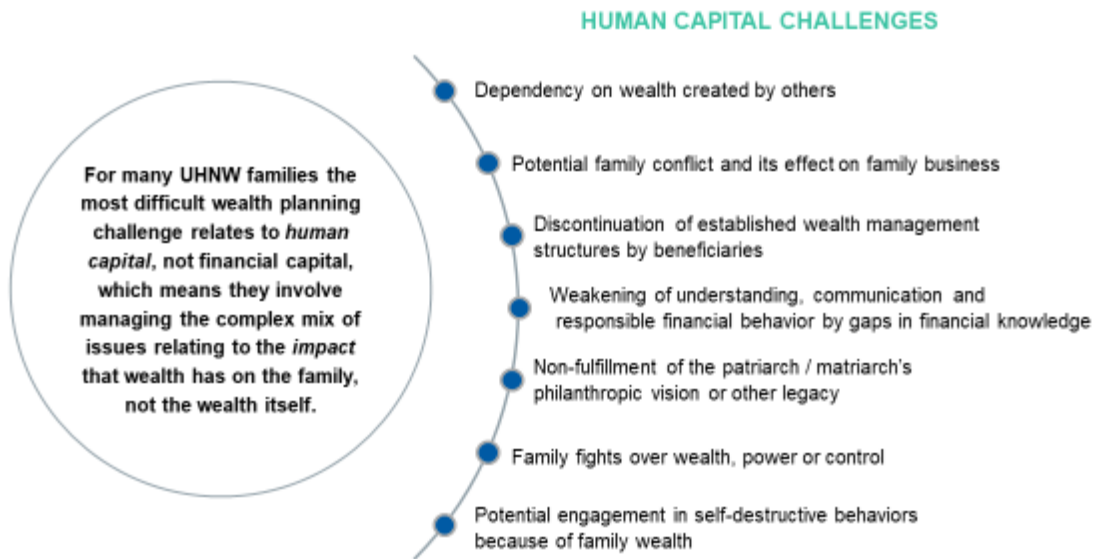 HUMAN CAPITAL CHALLENGES
For many UHNW families the
most difficult wealth planning
challenge relates to human
capital, not financial capital,
which means they involve
managing the complex mix of
issues relating to the impact
that wealth has on the family,
not the wealth itself.
Dependency on wealth created by others
Potential family conflict and its effect on family business
Discontinuation of established wealth management
structures by beneficiaries
Weakening of understanding, communication and
responsible financial behavior by gaps in financial knowledge
Non-fulfillment of the patriarch / matriarch's
philanthropic vision or other legacy
Family fights over wealth, power or control
Potential engagement in self-destructive behaviors
because of family wealth